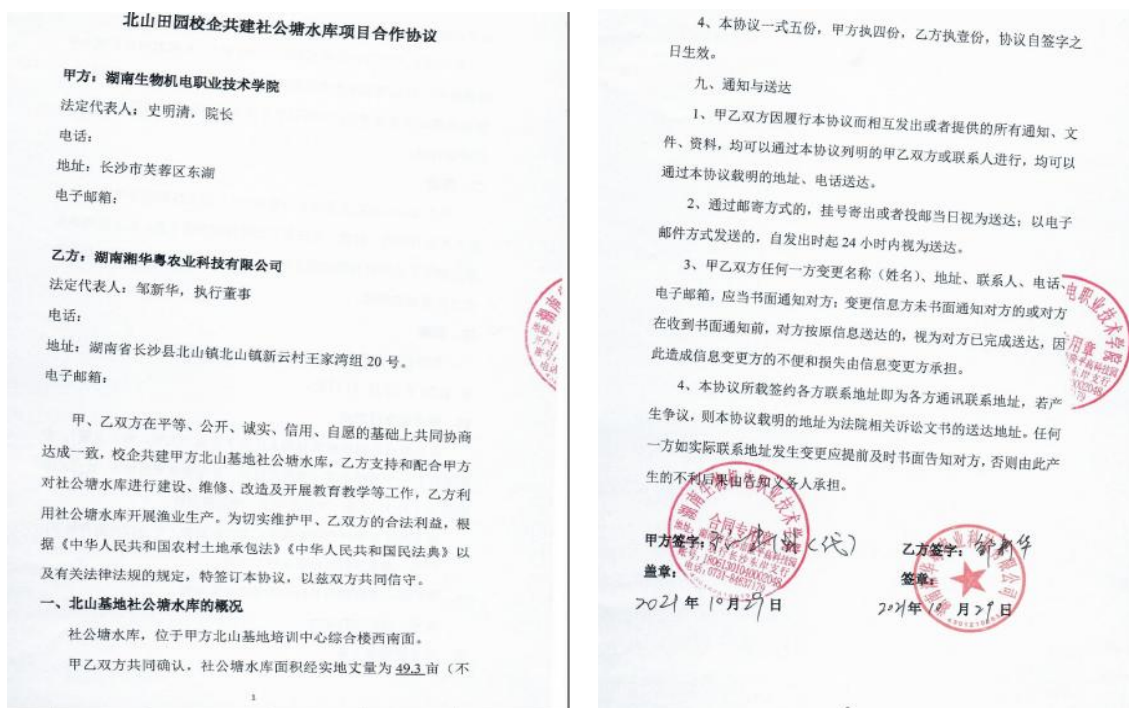 北山田园校企共建社公塘水库项目合作协议
甲方：湖南生物机电职业技术学院
法定代表人：史明清，院长
电话：
地址：长沙市芙蓉区东湖
电子邮箱：
乙方：湖南湘华粤农业科技有限公司
法定代表人：邹新华，执行董事
电话：
地址：湖南省长沙县北山镇北山镇新云村王家湾组 20 号。
电子邮箱：
甲、乙双方在平等、公开、诚实、信用、自愿的基础上共同协商
达成一致，校企共建甲方北山基地社公塘水库，乙方支持和配合甲方
对社公塘水库进行建设、维修、改造及开展教育教学等工作，乙方利
用社公塘水库开展渔业生产。为切实维护甲、乙双方的合法利益，根
据《中华人民共和国农村土地承包法》《中华人民共和国民法典》以
及有关法律法规的规定，特签订本协议，以兹双方共同信守。
一、北山基地社公塘水库的概况
社公塘水库，位于甲方北山基地培训中心综合楼西南面。
甲乙双方共同确认，社公塘水库面积经实地丈量为 49.3 亩（不
1
4、本协议一式五份，甲方执四份，乙方执壹份，协议自签字之
日生效。
九、通知与送达
1、甲乙双方因履行本协议而相互发出或者提供的所有通知、文
件、资料，均可以通过本协议列明的甲乙双方或联系人进行，均可以
通过本协议载明的地址、电话送达。
2、通过邮寄方式的，挂号寄出或者投邮当日视为送达；以电子
邮件方式发送的，自发出时起 24 小时内视为送达。
3、甲乙双方任何一方变更名称（姓名）、地址、联系人、电话、
电子邮箱，应当书面通知对方；变更信息方未书面通知对方的或对方
在收到书面通知前，对方按原信息送达的，视为对方已完成送达，因
此造成信息变更方的不便和损失由信息变更方承担。
4、本协议所载签约各方联系地址即为各方通讯联系地址，若产
生争议，则本协议载明的地址为法院相关诉讼文书的送达地址。任何
一方如实际联系地址发生变更应提前及时书面告知对方，否则由此产
生的不利后果由告知义务人承担。
电职业技术学院
用章
湖南生物机电职业技术学院
合同专用章
甲方签字：（代）
盖章：
2021 年 10 月 29 日
乙方签字：邹新华
签章：
2021 年 10 月 29 日